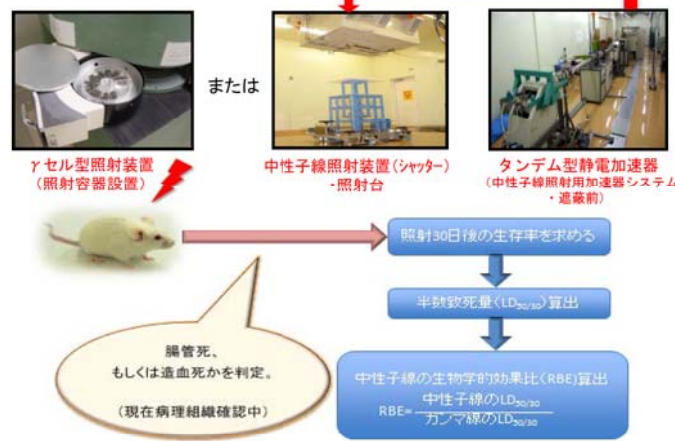 または
γセル型照射装置
(照射容器設置)
中性子線照射装置(シャッター)
-照射台
タンデム型静電加速器
(中性子線照射用加速器システム
・遮蔽前)
照射30日後の生存率を求める
半数致死量(LD50/30)算出
腸管死、
もしくは造血死かを判定。
(現在病理組織確認中)
中性子線の生物学的効果比(RBE)算出
RBE=中性子線のLD50/30
ガンマ線のLD50/30